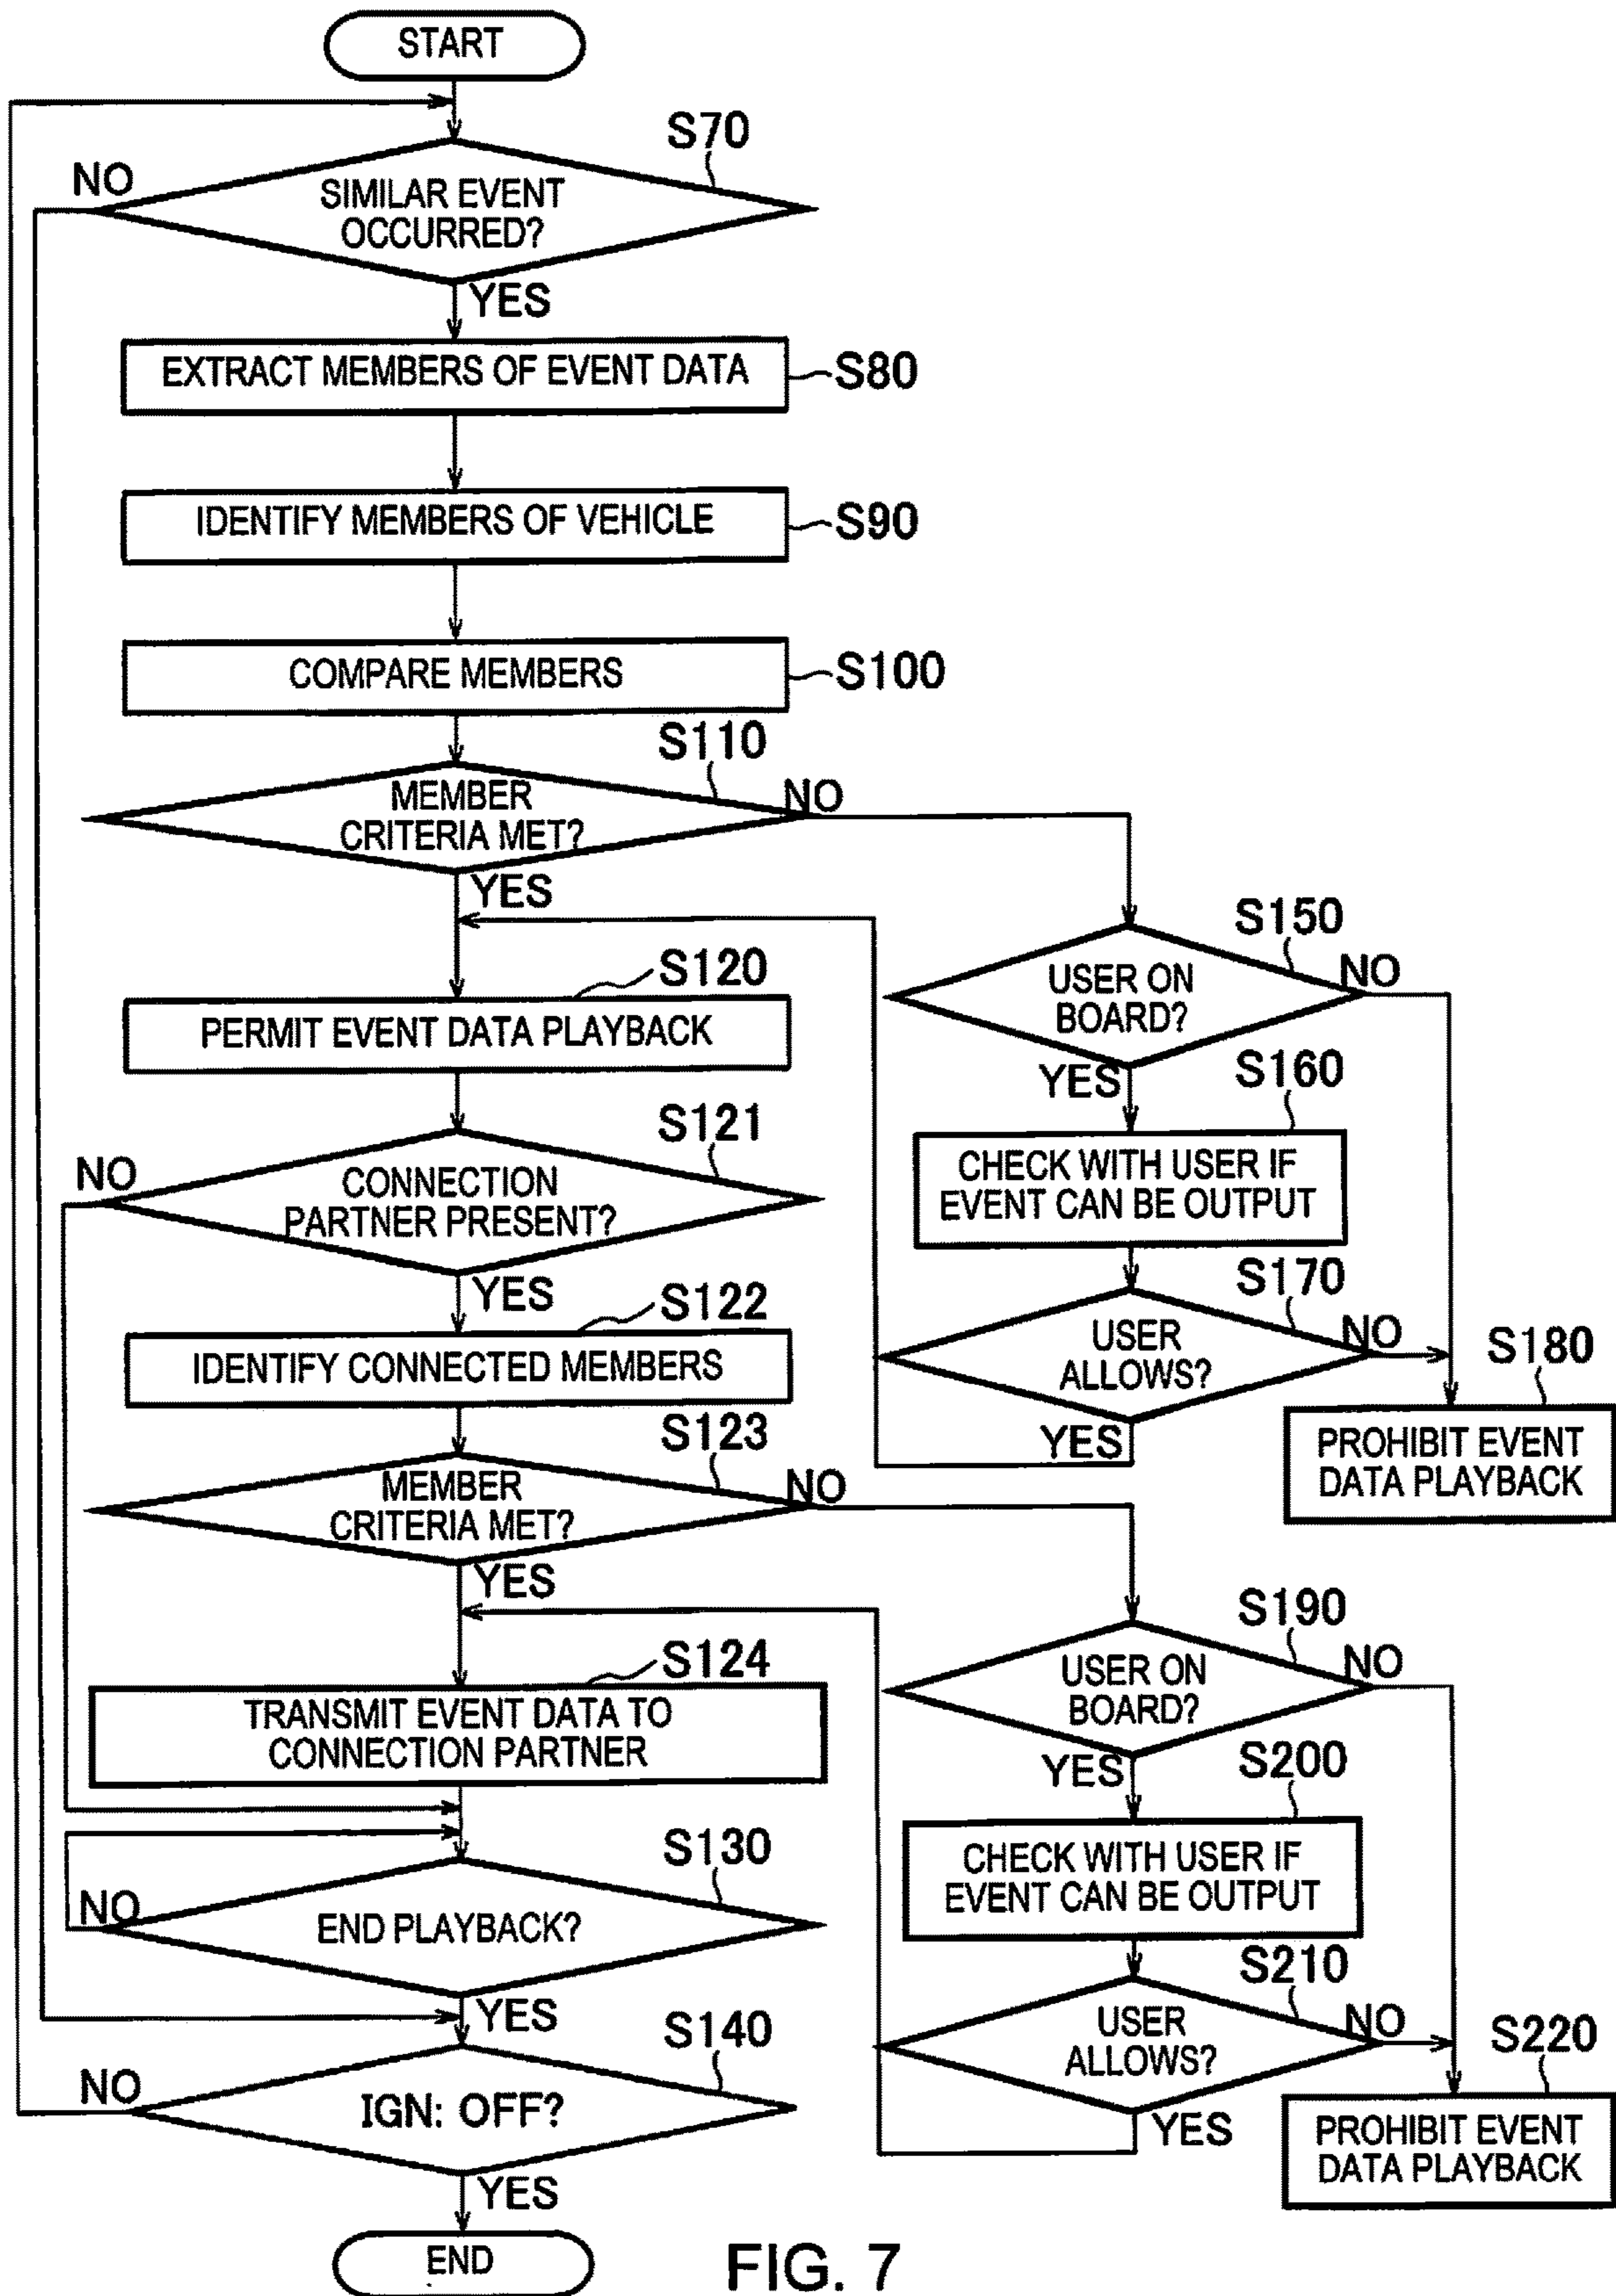 START
S70
NO
SIMILAR EVENT
OCCURRED?
YES
EXTRACT MEMBERS OF EVENT DATA
S80
IDENTIFY MEMBERS OF VEHICLE
S90
COMPARE MEMBERS
S100
S110
MEMBER
CRITERIA MET?
NO
YES
S150
USER ON
BOARD?
NO
YES
S120
PERMIT EVENT DATA PLAYBACK
S160
CHECK WITH USER IF
EVENT CAN BE OUTPUT
S121
NO
CONNECTION
PARTNER PRESENT?
YES
S170
USER
ALLOWS?
NO
YES
S180
PROHIBIT EVENT
DATA PLAYBACK
S122
IDENTIFY CONNECTED MEMBERS
S123
MEMBER
CRITERIA MET?
NO
YES
S190
USER ON
BOARD?
NO
YES
S124
TRANSMIT EVENT DATA TO
CONNECTION PARTNER
S200
CHECK WITH USER IF
EVENT CAN BE OUTPUT
S130
NO
END PLAYBACK?
YES
S210
USER
ALLOWS?
NO
YES
S220
PROHIBIT EVENT
DATA PLAYBACK
S140
NO
IGN: OFF?
YES
END
FIG. 7